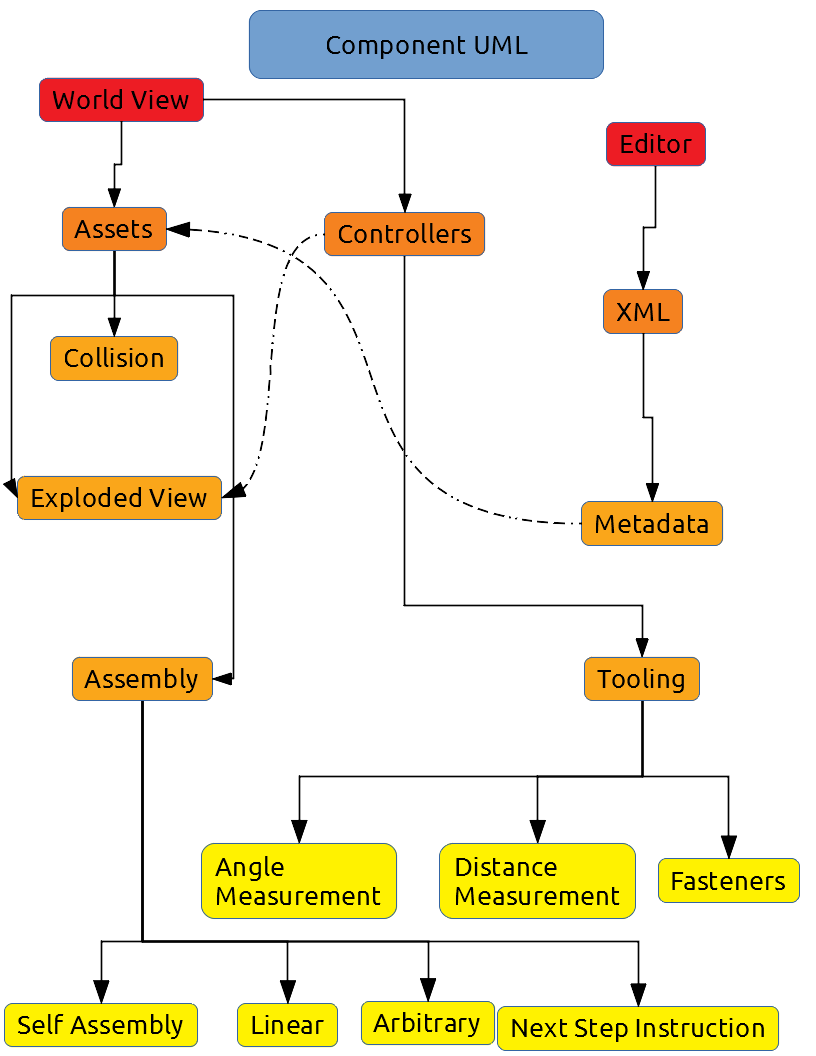 Component UML
World View
Editor
Assets
Controllers
XML
Collision
Exploded View
Metadata
Assembly
Tooling
Angle
Measurement
Distance
Measurement
Fasteners
Self Assembly
Linear
Arbitrary
Next Step Instruction